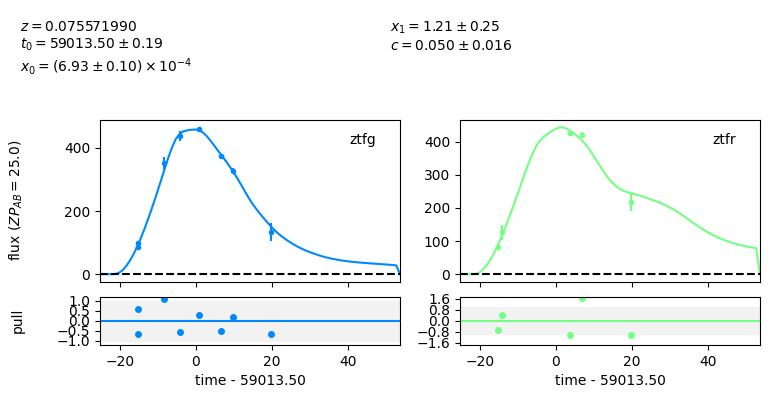 z = 0.075571990
t₀ = 59013.50 ± 0.19
x₀ = (6.93 ± 0.10) × 10⁻⁴
x₁ = 1.21 ± 0.25
c = 0.050 ± 0.016
flux (ZP_AB = 25.0)
400
200
0
ztfg
400
300
200
100
0
ztfr
pull
1.0
0.5
0.0
−0.5
−1.0
−20
0
20
40
time - 59013.50
1.6
0.8
0.0
−0.8
−1.6
−20
0
20
40
time - 59013.50